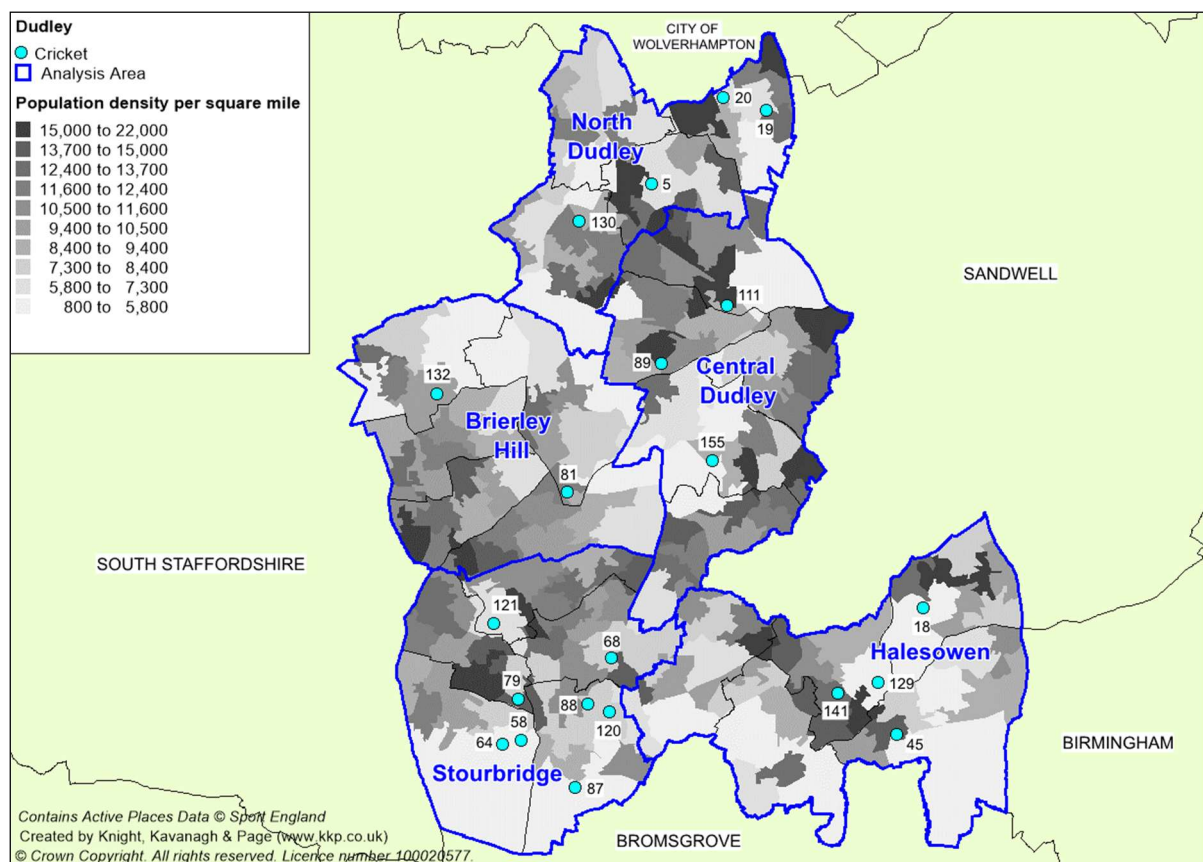 Dudley
Cricket
Analysis Area
Population density per square mile
15,000 to 22,000
13,700 to 15,000
12,400 to 13,700
11,600 to 12,400
10,500 to 11,600
9,400 to 10,500
8,400 to 9,400
7,300 to 8,400
5,800 to 7,300
800 to 5,800
CITY OF
WOLVERHAMPTON
20
19
North
Dudley
5
130
SANDWELL
111
89
Central
Dudley
132
Brierley
Hill
155
81
SOUTH STAFFORDSHIRE
121
18
68
Halesowen
79
129
88
141
58
120
64
45
BIRMINGHAM
Stourbridge
87
BROMSGROVE
Contains Active Places Data © Sport England
Created by Knight, Kavanagh & Page (www.kkp.co.uk)
© Crown Copyright. All rights reserved. Licence number 100020577.